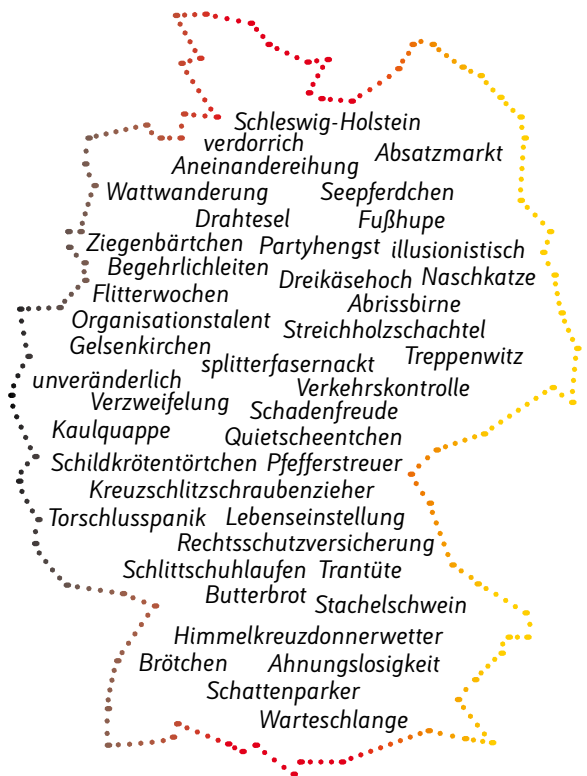 Schleswig-Holstein
verdorrich
Absatzmarkt
Aneinandereihung
Wattwanderung
Seepferdchen
Drahtesel
Fußhupe
Ziegenbärtchen
Partyhengst
illusionistisch
Begehrlichleiten
Dreikäsehoch
Naschkatze
Flitterwochen
Abrissbirne
Organisationstalent
Streichholzschachtel
Gelsenkirchen
Treppenwitz
splitterfasernackt
unveränderlich
Verkehrskontrolle
Verzweifelung
Schadenfreude
Kaulquappe
Quietscheentchen
Schildkrötentörtchen
Pfefferstreuer
Kreuzschlitzschraubenzieher
Torschlusspanik
Lebenseinstellung
Rechtsschutzversicherung
Schlittschuhlaufen
Trantüte
Butterbrot
Stachelschwein
Himmelkreuzdonnerwetter
Brötchen
Ahnungslosigkeit
Schattenparker
Warteschlange